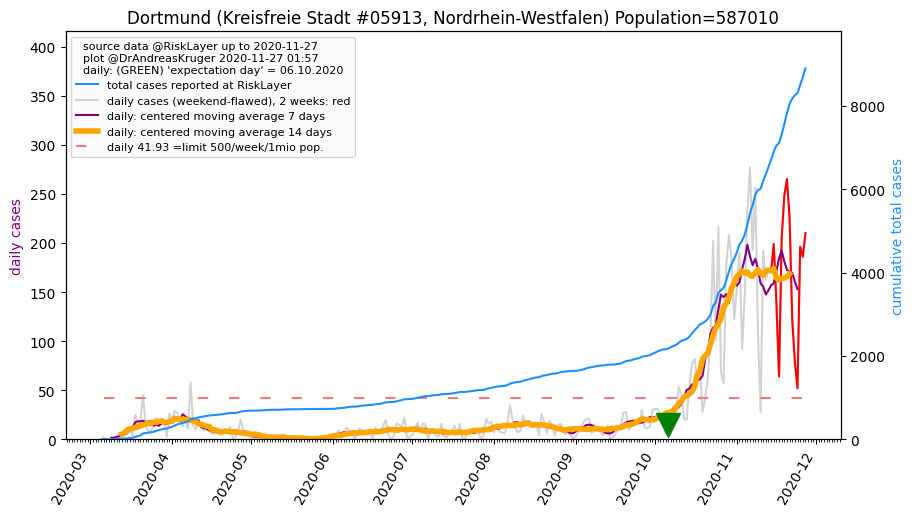 Dortmund (Kreisfreie Stadt #05913, Nordrhein-Westfalen) Population=587010
source data @RiskLayer up to 2020-11-27
plot @DrAndreasKruger 2020-11-27 01:57
daily: (GREEN) 'expectation day' = 06.10.2020
total cases reported at RiskLayer
daily cases (weekend-flawed), 2 weeks: red
daily: centered moving average 7 days
daily: centered moving average 14 days
daily 41.93 =limit 500/week/1mio pop.
daily cases
400
350
300
250
200
150
100
50
0
8000
6000
4000
2000
0
cumulative total cases
2020-03
2020-04
2020-05
2020-06
2020-07
2020-08
2020-09
2020-10
2020-11
2020-12